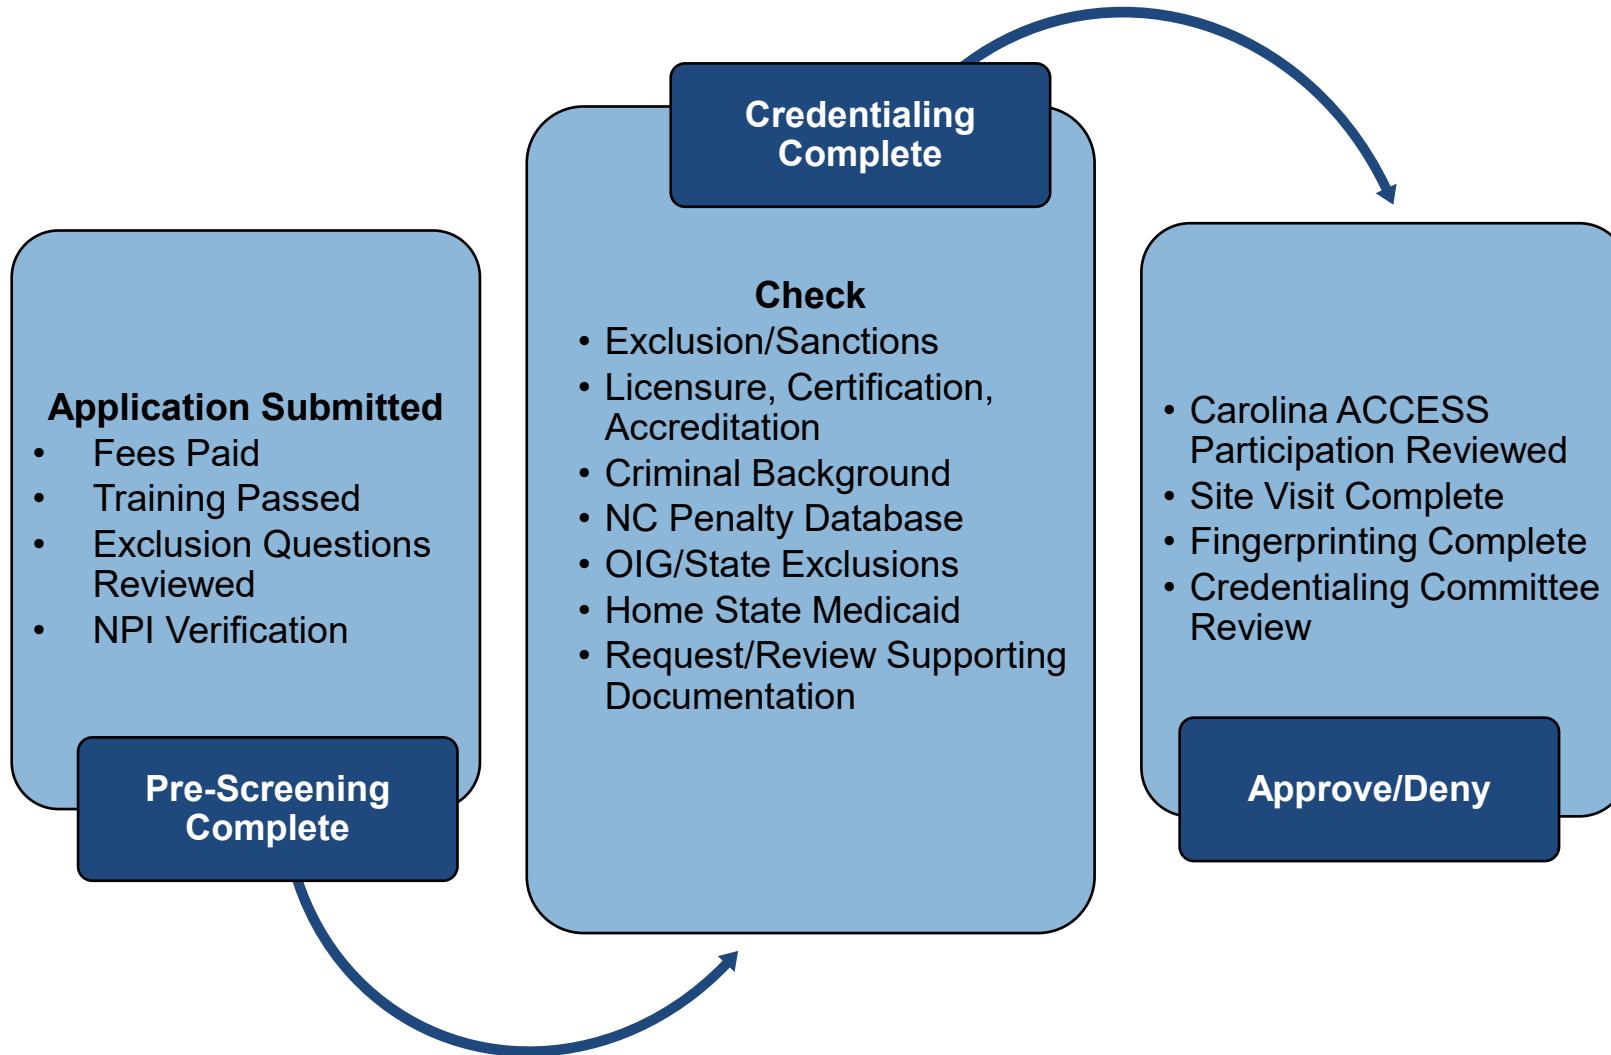 Application Submitted
• Fees Paid
• Training Passed
• Exclusion Questions
Reviewed
• NPI Verification
Pre-Screening
Complete
Credentialing
Complete
Check
• Exclusion/Sanctions
• Licensure, Certification,
Accreditation
• Criminal Background
• NC Penalty Database
• OIG/State Exclusions
• Home State Medicaid
• Request/Review Supporting
Documentation
• Carolina ACCESS
Participation Reviewed
• Site Visit Complete
• Fingerprinting Complete
• Credentialing Committee
Review
Approve/Deny